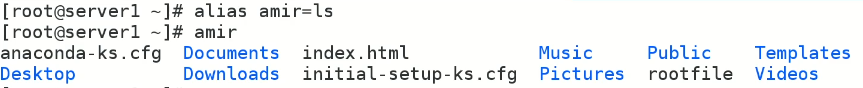 [root@server1 ~]# alias amir=ls
[root@server1 ~]# amir
anaconda-ks.cfg  Documents  index.html            Music     Public    Templates
Desktop          Downloads  initial-setup-ks.cfg  Pictures  rootfile  Videos